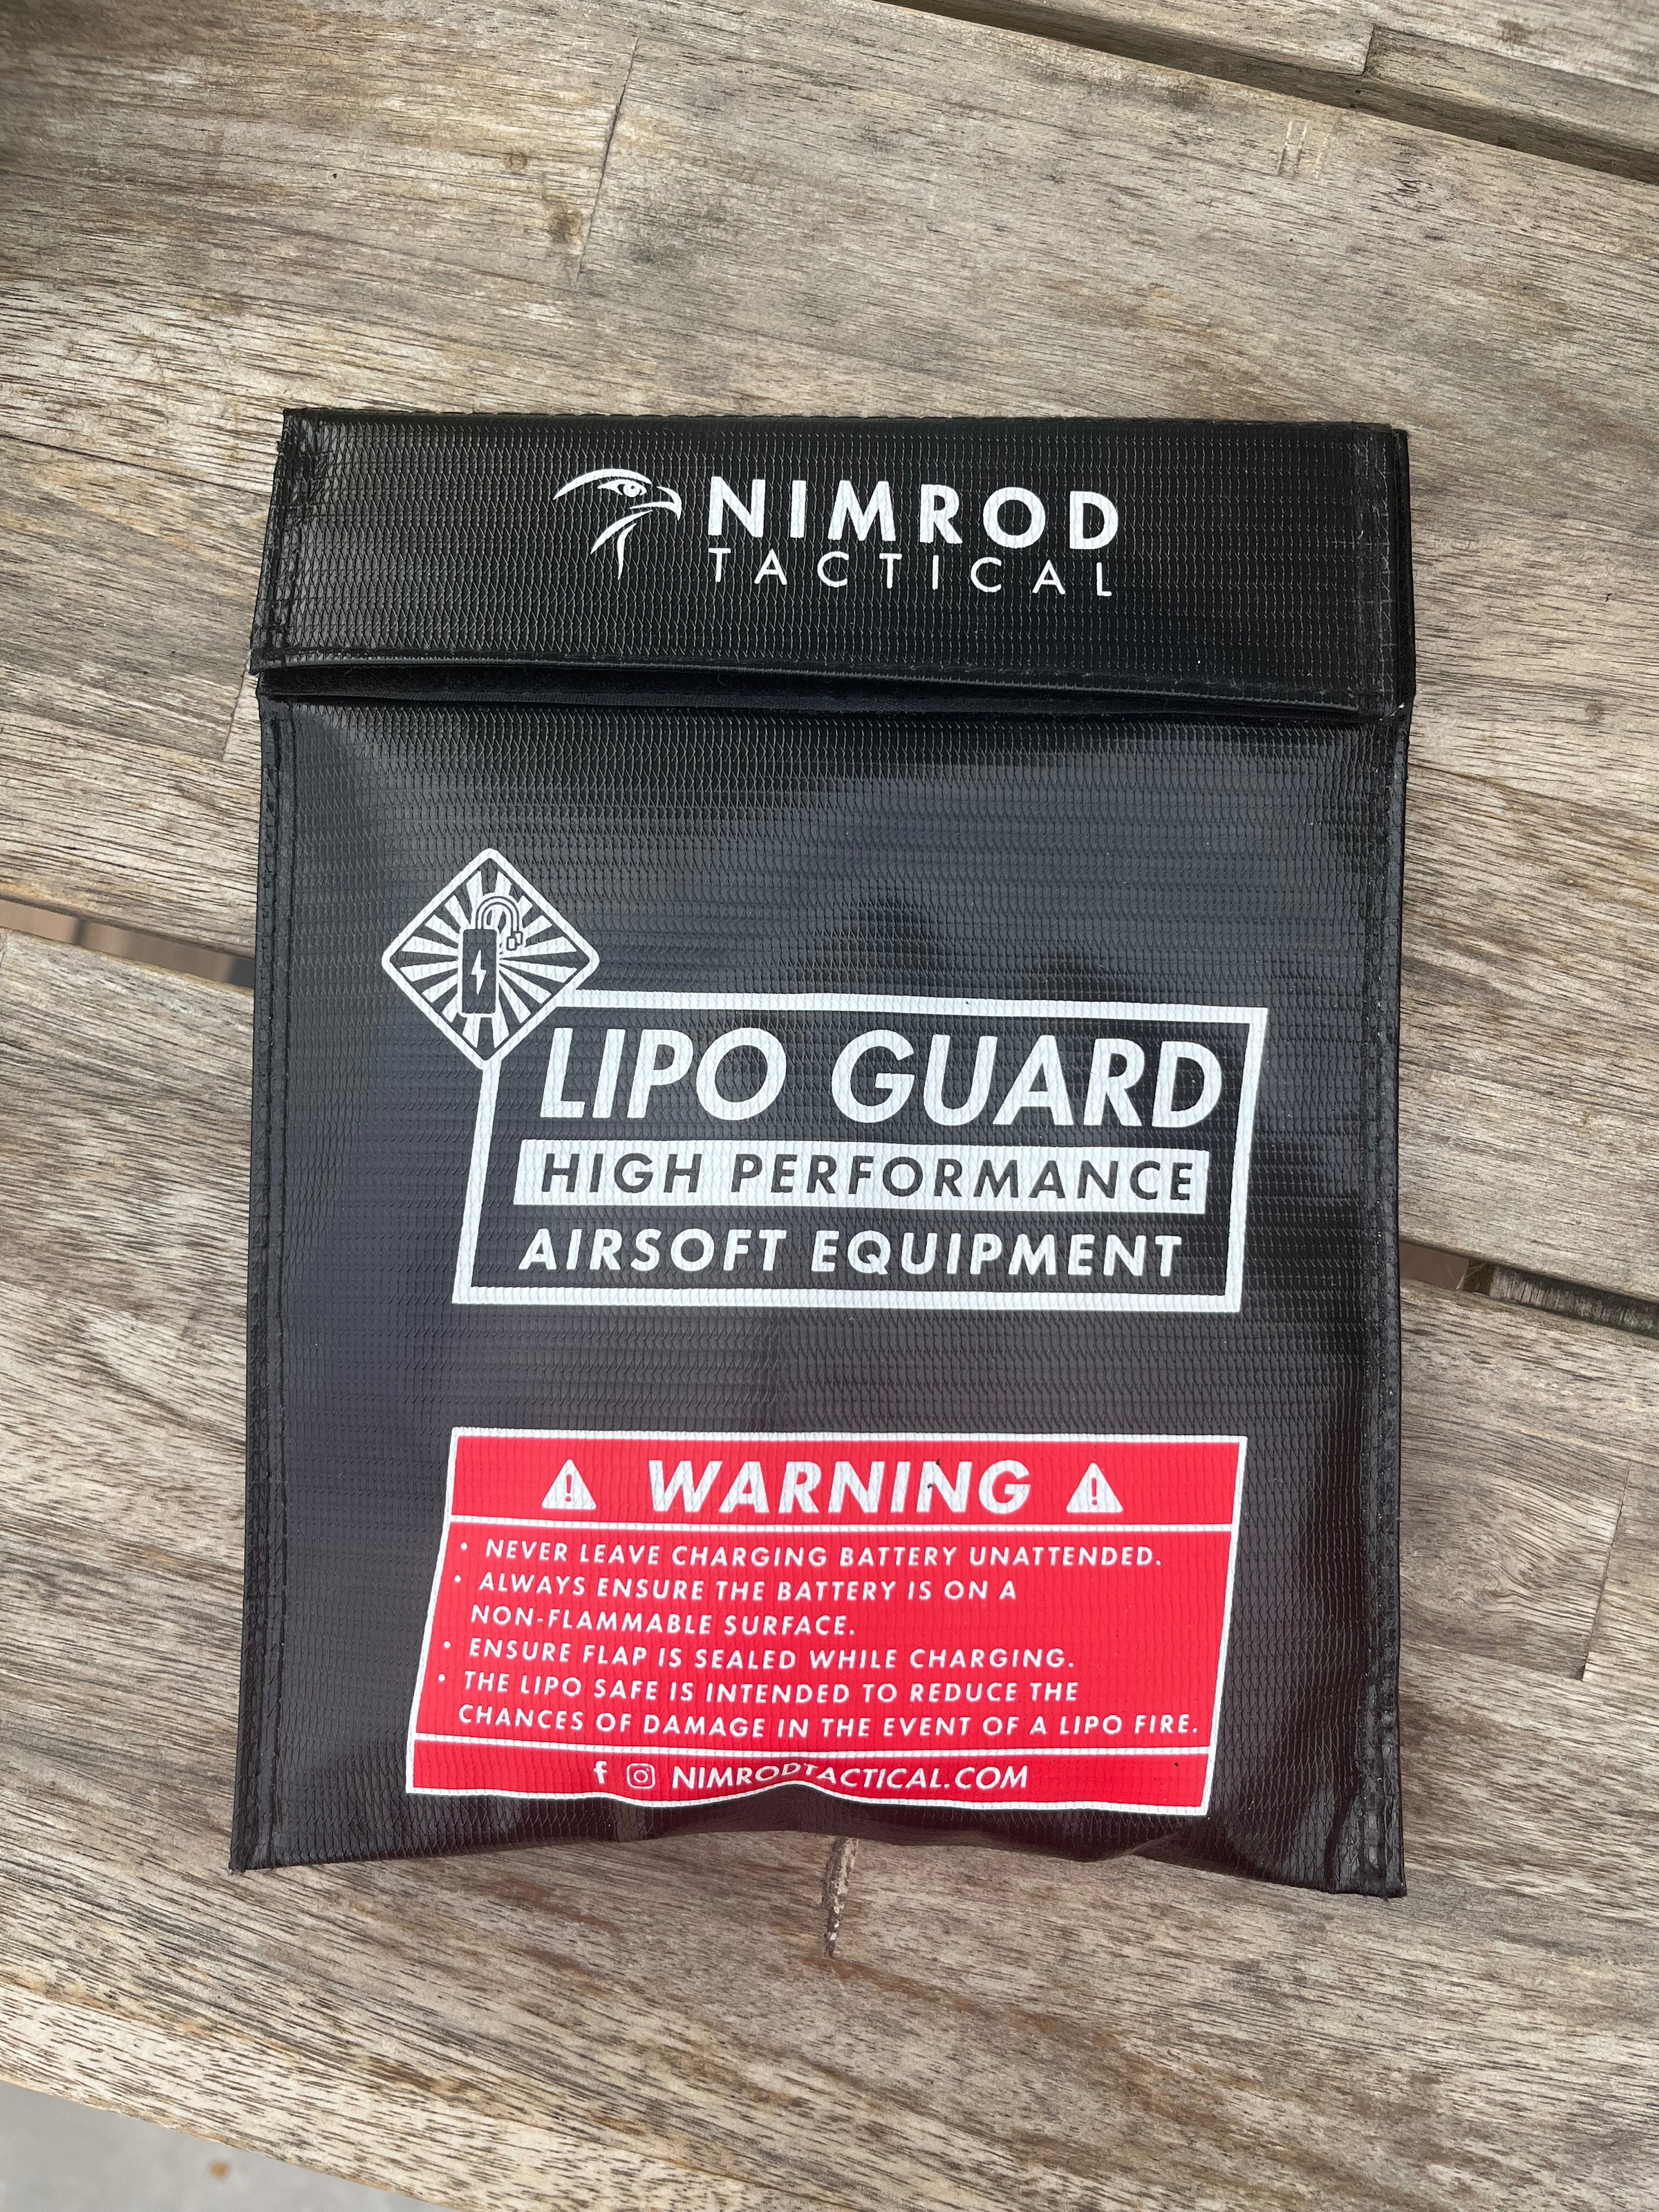 NIMROD
TACTICAL
LIPO GUARD
HIGH PERFORMANCE
AIRSOFT EQUIPMENT
WARNING
• NEVER LEAVE CHARGING BATTERY UNATTENDED.
• ALWAYS ENSURE THE BATTERY IS ON A
NON-FLAMMABLE SURFACE.
• ENSURE FLAP IS SEALED WHILE CHARGING.
• THE LIPO SAFE IS INTENDED TO REDUCE THE
CHANCES OF DAMAGE IN THE EVENT OF A LIPO FIRE.
NIMRODTACTICAL.COM